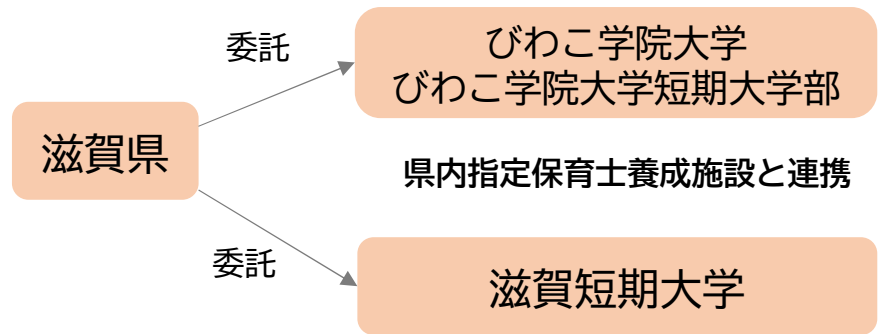 委託
びわこ学院大学
びわこ学院大学短期大学部
滋賀県
県内指定保育士養成施設と連携
委託
滋賀短期大学